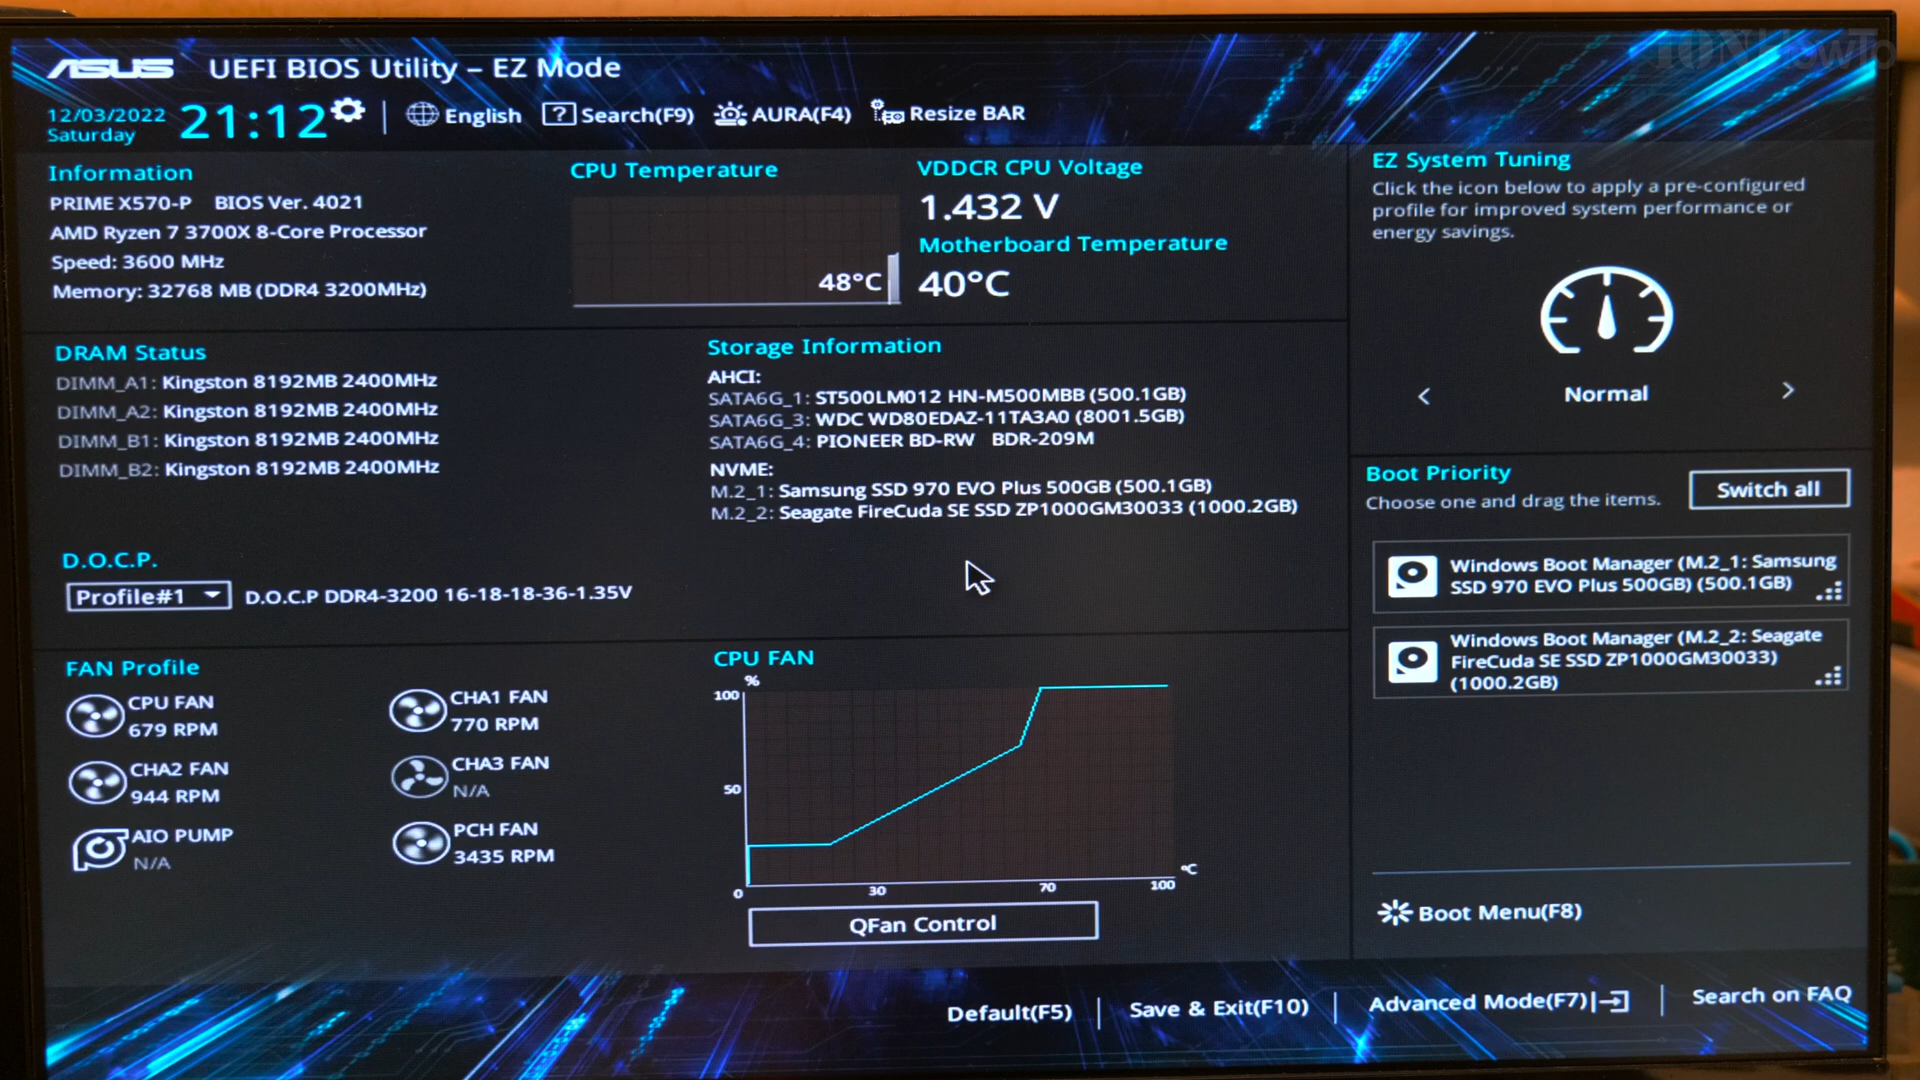 ASUS UEFI BIOS Utility – EZ Mode
HowTo
12/03/2022
Saturday
21:12
English
? Search(F9)
AURA(F4)
Resize BAR
Information
PRIME X570-P BIOS Ver. 4021
AMD Ryzen 7 3700X 8-Core Processor
Speed: 3600 MHz
Memory: 32768 MB (DDR4 3200MHz)
CPU Temperature
48°C
VDDCR CPU Voltage
1.432 V
Motherboard Temperature
40°C
EZ System Tuning
Click the icon below to apply a pre-configured
profile for improved system performance or
energy savings.
< Normal >
DRAM Status
DIMM_A1: Kingston 8192MB 2400MHz
DIMM_A2: Kingston 8192MB 2400MHz
DIMM_B1: Kingston 8192MB 2400MHz
DIMM_B2: Kingston 8192MB 2400MHz
Storage Information
AHCI:
SATA6G_1: ST500LM012 HN-M500MBB (500.1GB)
SATA6G_3: WDC WD80EDAZ-11TA3A0 (8001.5GB)
SATA6G_4: PIONEER BD-RW BDR-209M
NVME:
M.2_1: Samsung SSD 970 EVO Plus 500GB (500.1GB)
M.2_2: Seagate FireCuda SE SSD ZP1000GM30033 (1000.2GB)
Boot Priority
Choose one and drag the items.
Switch all
Windows Boot Manager (M.2_1: Samsung
SSD 970 EVO Plus 500GB) (500.1GB)
Windows Boot Manager (M.2_2: Seagate
FireCuda SE SSD ZP1000GM30033)
(1000.2GB)
D.O.C.P.
Profile#1
D.O.C.P DDR4-3200 16-18-18-36-1.35V
FAN Profile
CPU FAN
679 RPM
CHA1 FAN
770 RPM
CHA2 FAN
944 RPM
CHA3 FAN
N/A
AIO PUMP
N/A
PCH FAN
3435 RPM
CPU FAN
%
100
50
0
30
70
100
°C
QFan Control
Boot Menu(F8)
Default(F5)
Save & Exit(F10)
Advanced Mode(F7)
Search on FAQ